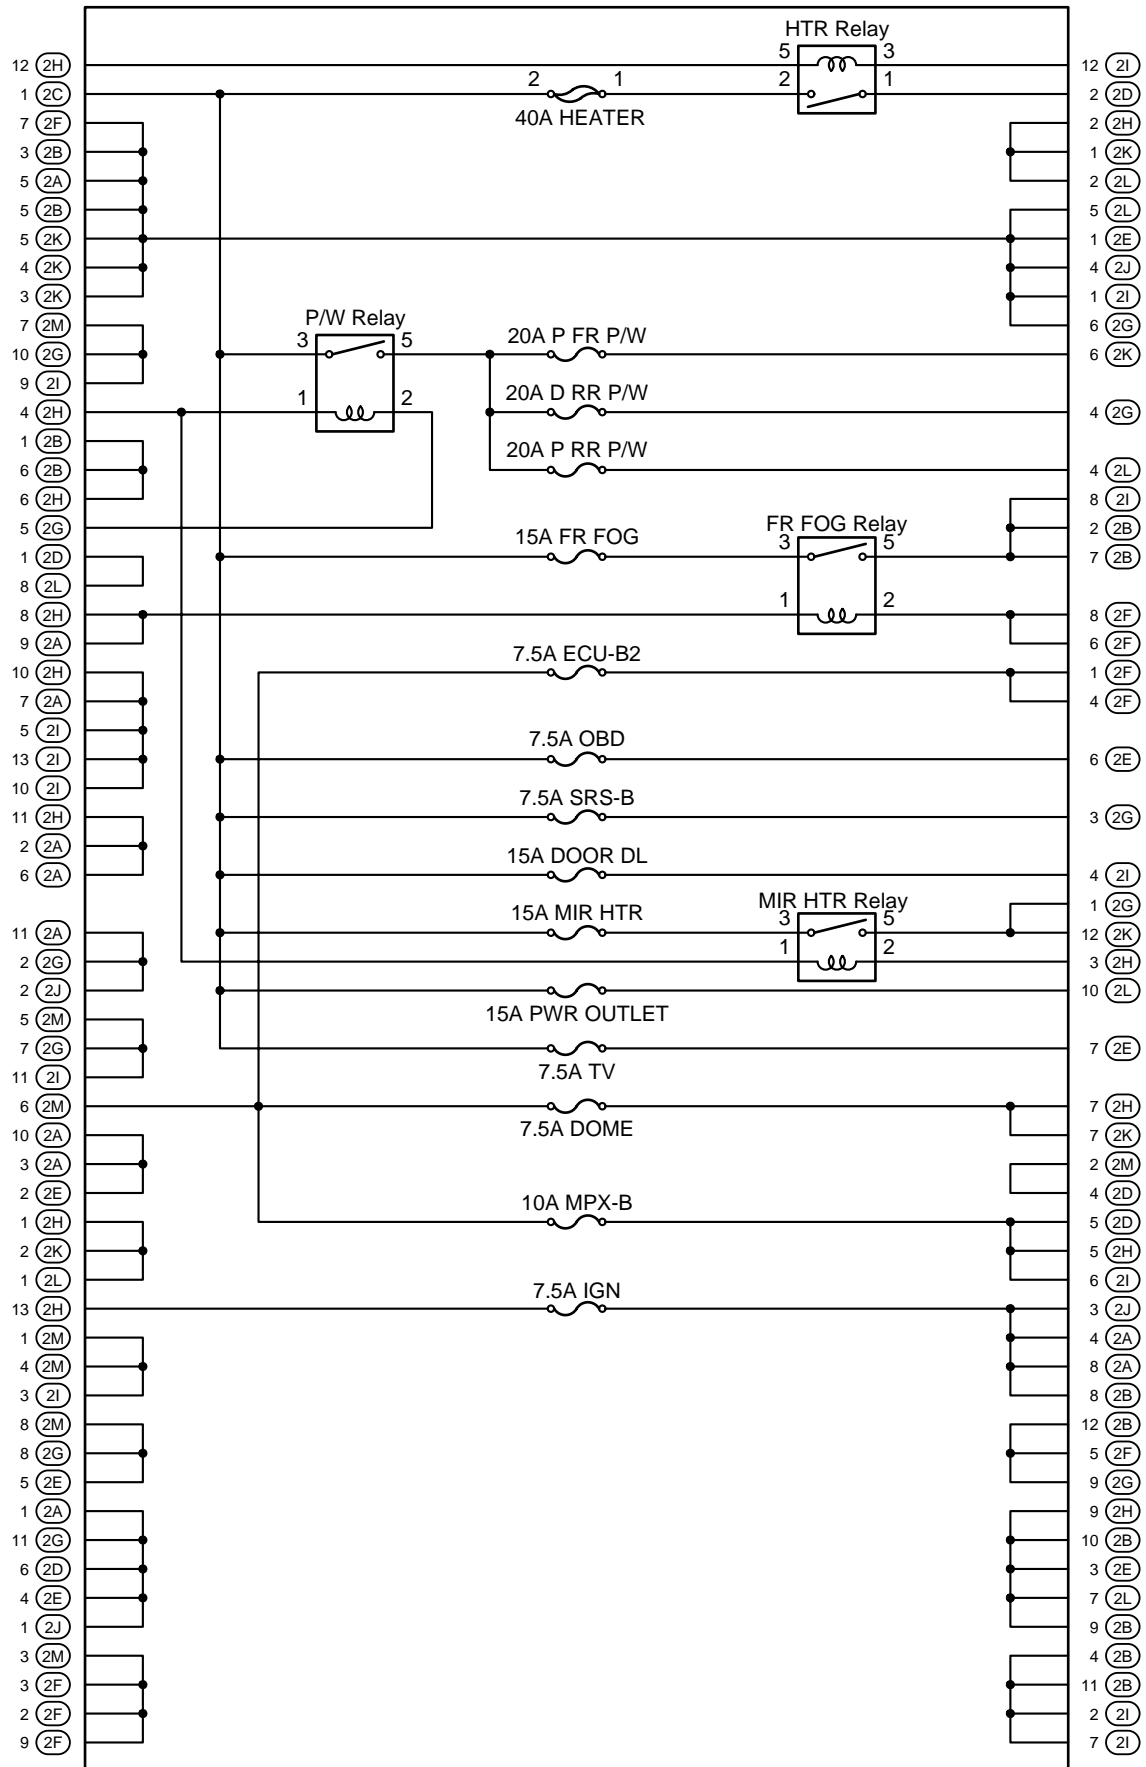 HTR Relay
5 3
12 2H 12 2I
2 1 2 1
1 2C 2 2D
40A HEATER
7 2F 2 2H
3 2B 1 2K
5 2A 2 2L
5 2B 5 2L
5 2K 1 2E
4 2K 4 2J
3 2K 1 2I
P/W Relay
7 2M 6 2G
3 5 20A P FR P/W
10 2G 6 2K
9 2I
1 2 20A D RR P/W
4 2H 4 2G
1 2B
20A P RR P/W
6 2B 4 2L
6 2H 8 2I
FR FOG Relay
5 2G 2 2B
15A FR FOG 3 5
1 2D 7 2B
8 2L
1 2
8 2H 8 2F
9 2A 6 2F
7.5A ECU-B2
10 2H 1 2F
7 2A 4 2F
5 2I
7.5A OBD
13 2I 6 2E
10 2I
7.5A SRS-B
11 2H 3 2G
2 2A
15A DOOR DL
6 2A 4 2I
MIR HTR Relay
1 2G
15A MIR HTR 3 5
11 2A 12 2K
1 2
2 2G 3 2H
2 2J 10 2L
15A PWR OUTLET
5 2M
7 2G 7 2E
7.5A TV
11 2I
6 2M 7 2H
7.5A DOME
10 2A 7 2K
3 2A 2 2M
2 2E 4 2D
10A MPX-B
1 2H 5 2D
2 2K 5 2H
1 2L 6 2I
7.5A IGN
13 2H 3 2J
1 2M 4 2A
4 2M 8 2A
3 2I 8 2B
8 2M 12 2B
8 2G 5 2F
5 2E 9 2G
1 2A 9 2H
11 2G 10 2B
6 2D 3 2E
4 2E 7 2L
1 2J 9 2B
3 2M 4 2B
3 2F 11 2B
2 2F 2 2I
9 2F 7 2I